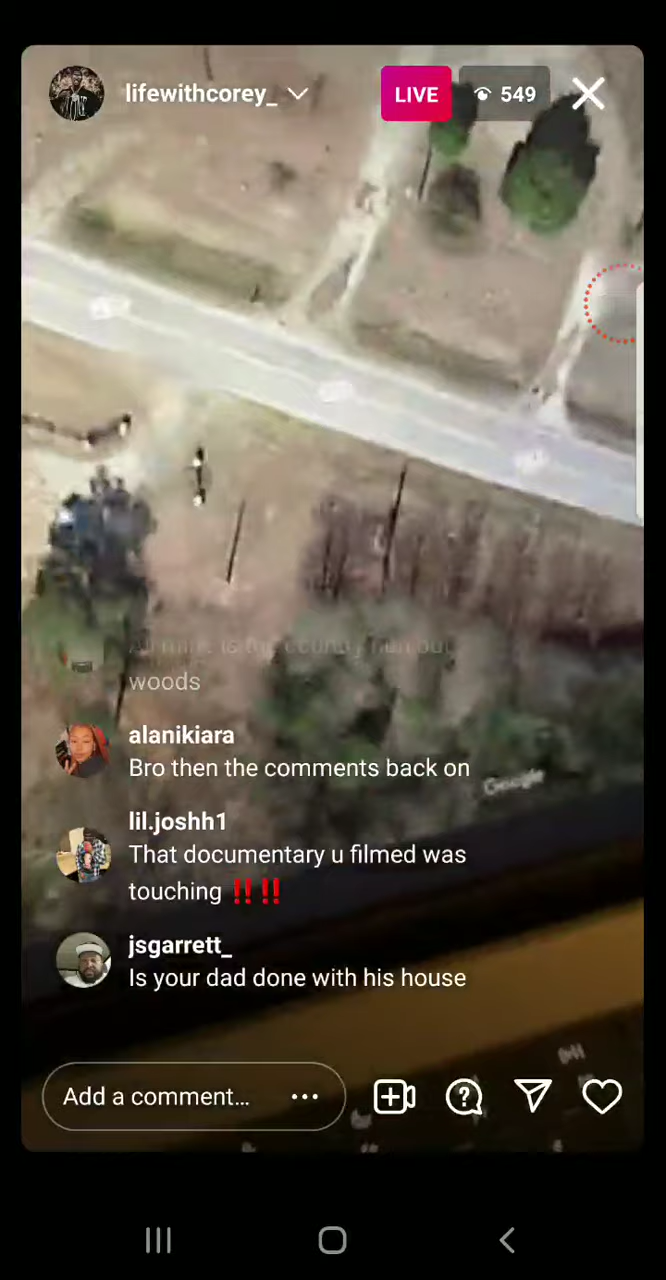 lifewithcorey_
LIVE
549
woods
alanikiara
Bro then the comments back on
Google
lil.joshh1
That documentary u filmed was
touching ‼️‼️
jsgarrett_
Is your dad done with his house
Add a comment...